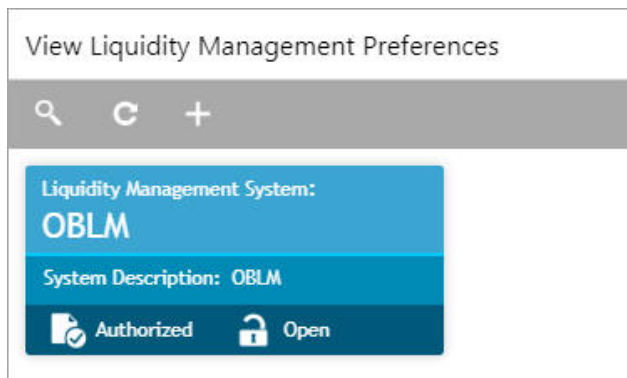 View Liquidity Management Preferences
Liquidity Management System:
OBLM
System Description: OBLM
Authorized Open